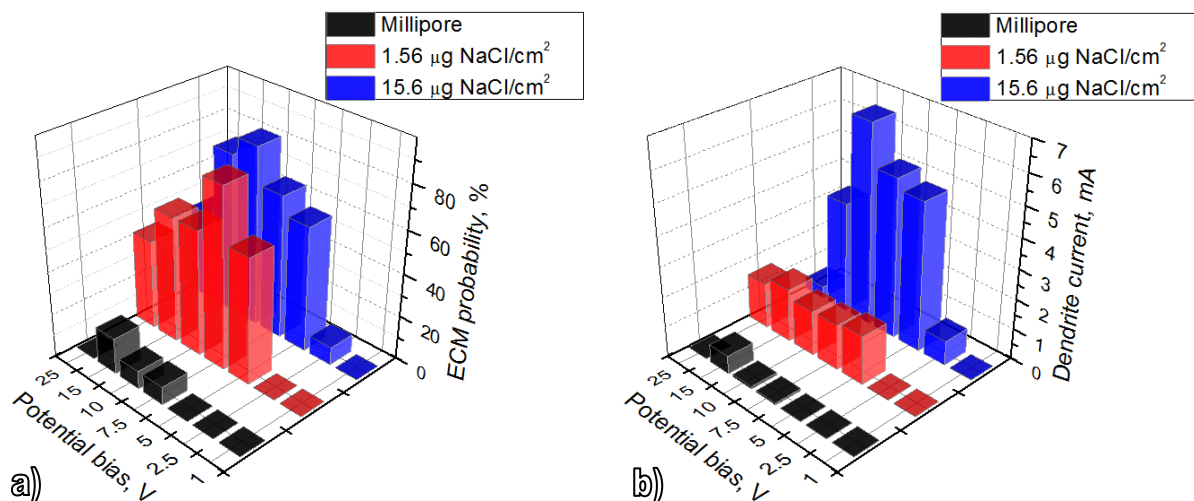 Millipore
1.56 μg NaCl/cm²
15.6 μg NaCl/cm²
80
60
40
20
0
ECM probability, %
25
15
10
7.5
5
2.5
1
Potential bias, V
a)
Millipore
1.56 μg NaCl/cm²
15.6 μg NaCl/cm²
7
6
5
4
3
2
1
0
Dendrite current, mA
25
15
10
7.5
5
2.5
1
Potential bias, V
b)